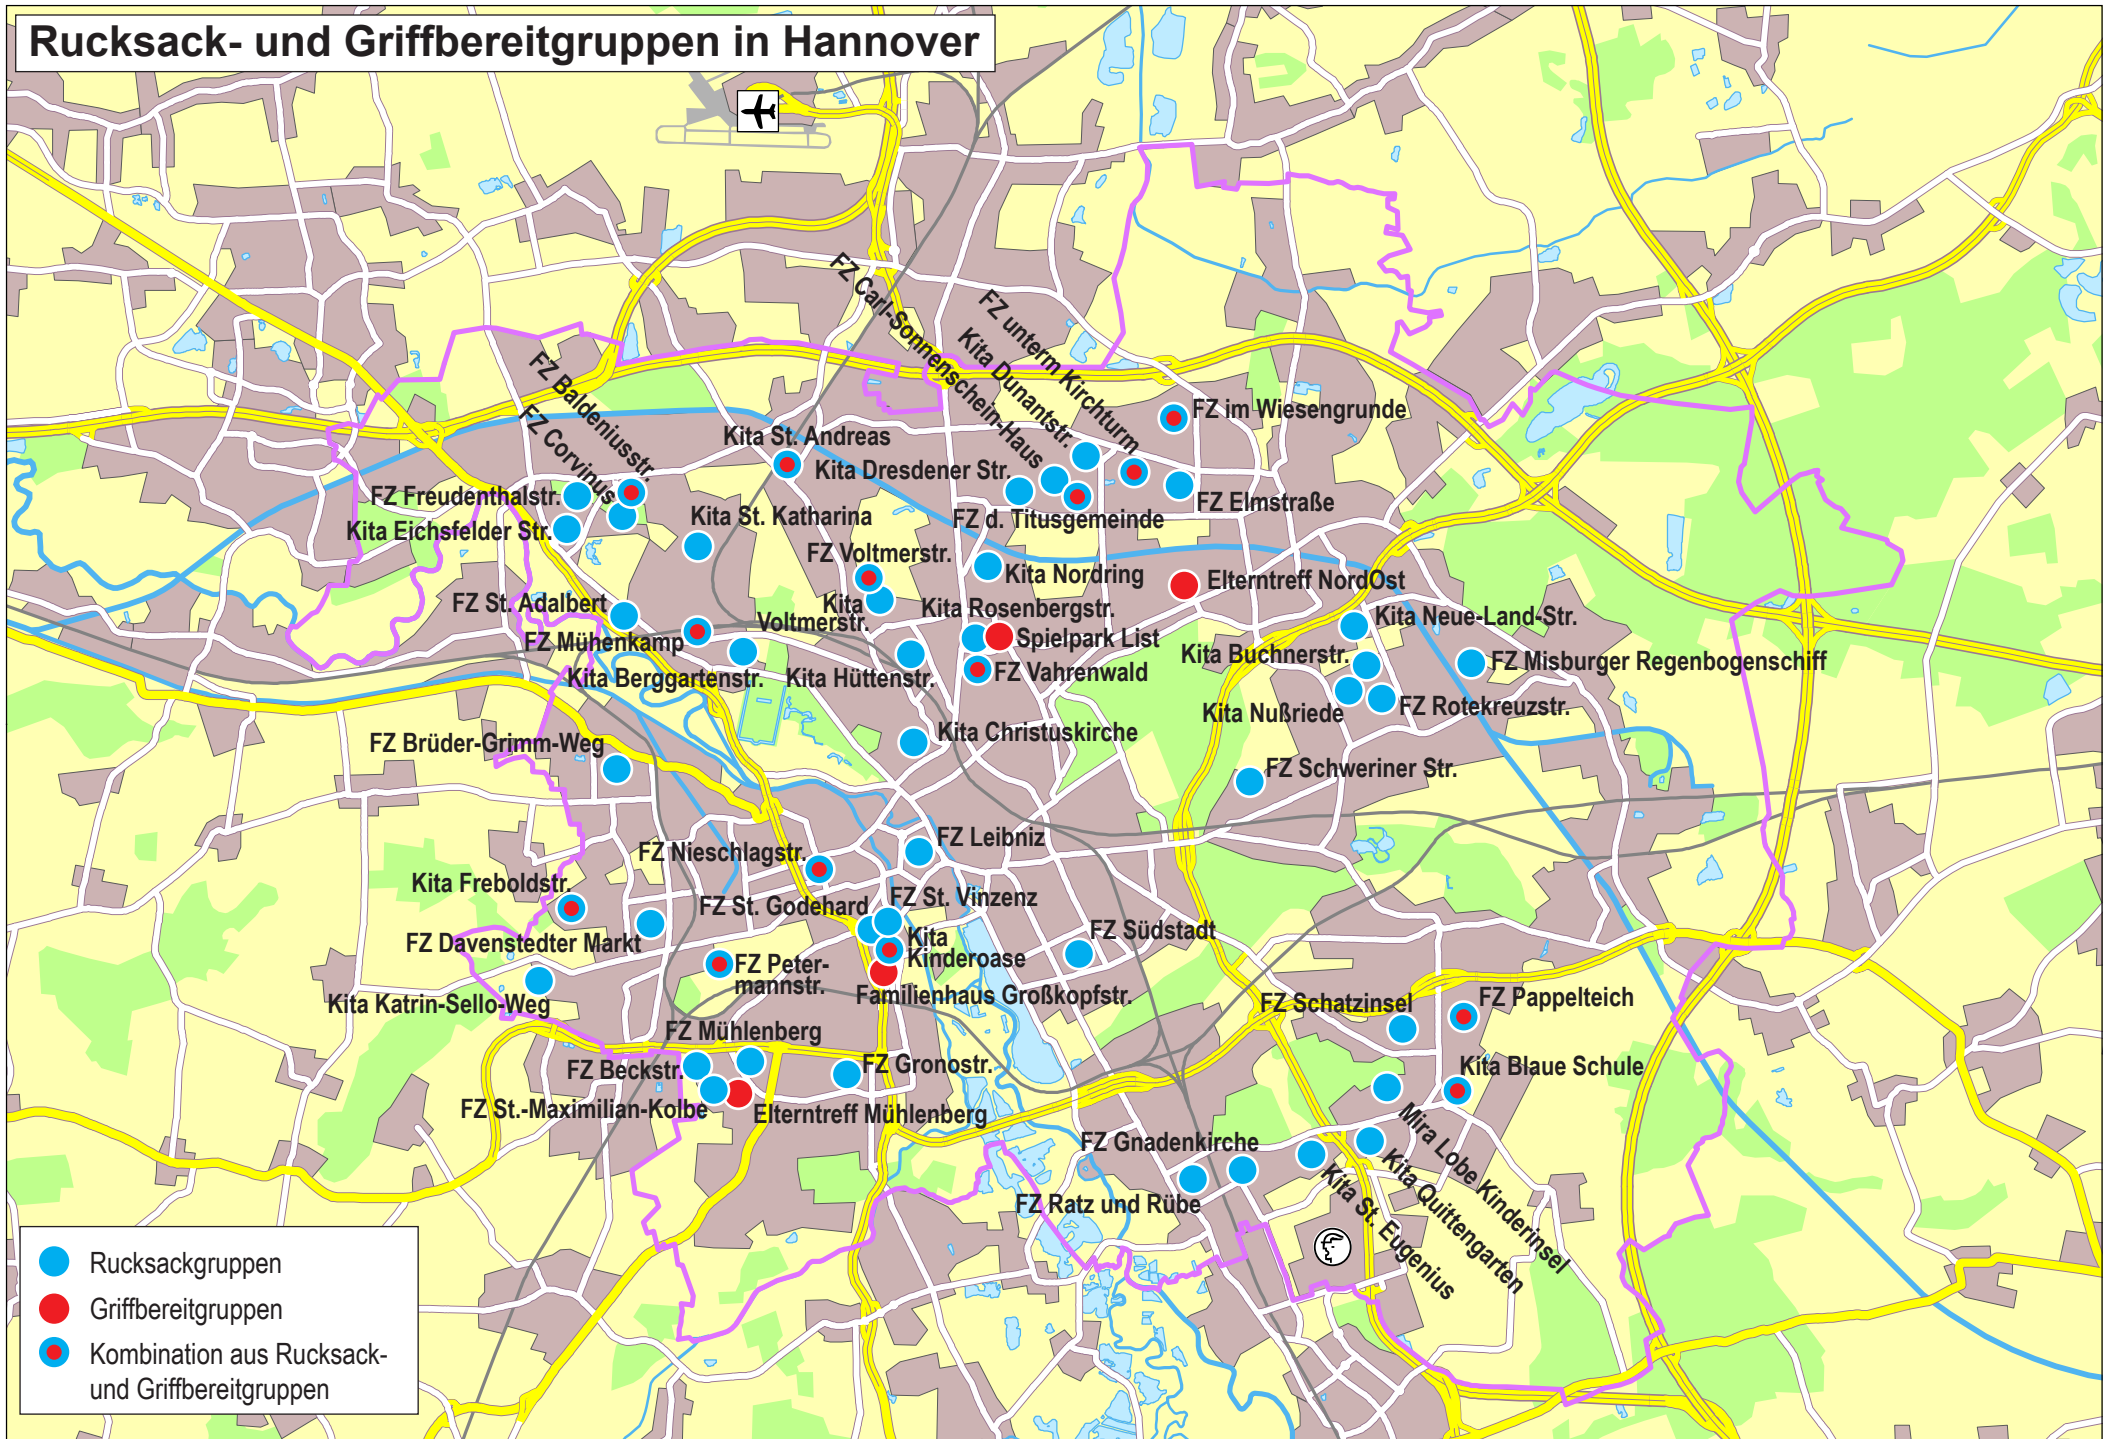 Rucksack- und Griffbereitgruppen in Hannover
FZ Carl-Sonnenschein-Haus
FZ unterm Kirchturm
Kita Dunantstr.
FZ Baldeniusstr.
FZ Corvinus
FZ im Wiesengrunde
Kita St. Andreas
Kita Dresdener Str.
FZ Freudenthalstr.
FZ Elmstraße
Kita St. Katharina
FZ d. Titusgemeinde
Kita Eichsfelder Str.
FZ Voltmerstr.
Kita Nordring
Elterntreff NordOst
FZ St. Adalbert
Kita
Voltmerstr.
Kita Rosenbergstr.
Kita Neue-Land-Str.
FZ Mühenkamp
Spielpark List
Kita Buchnerstr.
FZ Misburger Regenbogenschiff
Kita Berggartenstr.
Kita Hüttenstr.
FZ Vahrenwald
Kita Nußriede
FZ Rotekreuzstr.
Kita Christuskirche
FZ Brüder-Grimm-Weg
FZ Schweriner Str.
FZ Leibniz
FZ Nieschlagstr.
Kita Freboldstr.
FZ St. Godehard
FZ St. Vinzenz
FZ Davenstedter Markt
Kita
Kinderoase
FZ Südstadt
FZ Peter-
mannstr.
Familienhaus Großkopfstr.
Kita Katrin-Sello-Weg
FZ Schatzinsel
FZ Pappelteich
FZ Mühlenberg
FZ Beckstr.
FZ Gronostr.
Kita Blaue Schule
FZ St.-Maximilian-Kolbe
Elterntreff Mühlenberg
Mira Lobe Kinderinsel
FZ Gnadenkirche
Kita Quittengarten
Kita St. Eugenius
FZ Ratz und Rübe
Rucksackgruppen
Griffbereitgruppen
Kombination aus Rucksack-
und Griffbereitgruppen